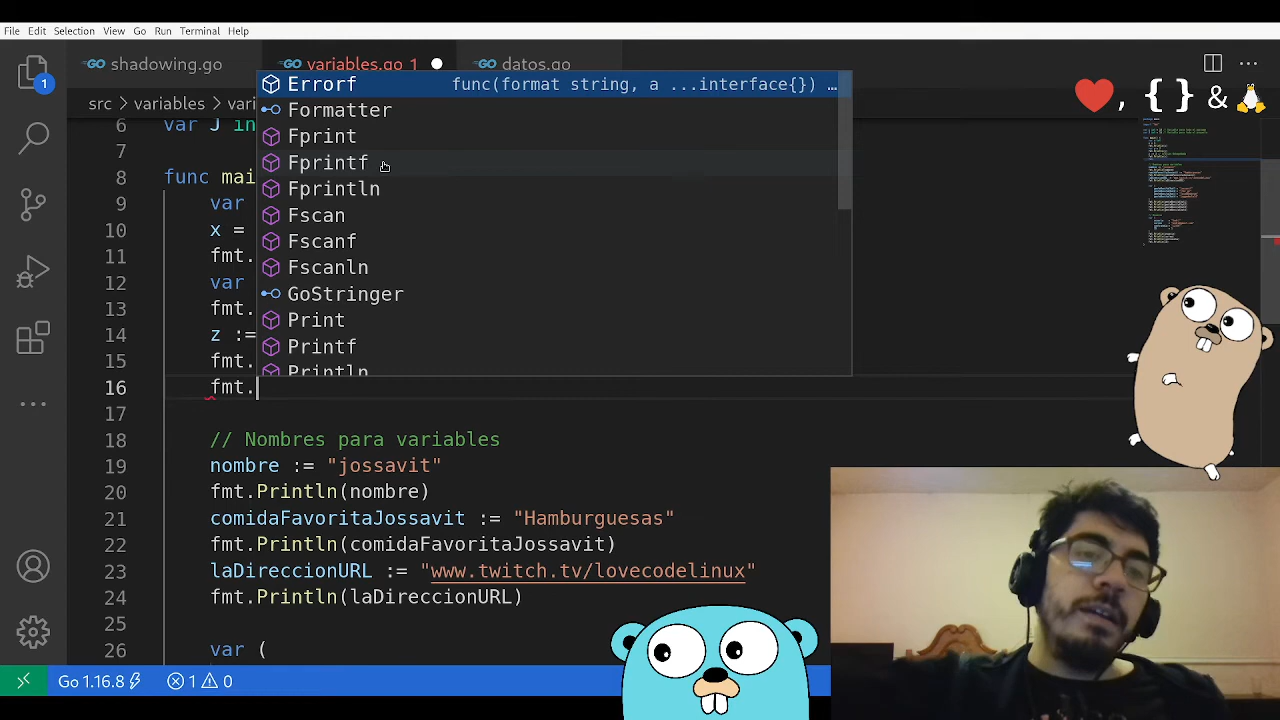 File Edit Selection View Go Run Terminal Help
shadowing.go variables.go 1 datos.go
src > variables > vari
, { } &
1
6 var J in
7
8 func mai
9 var
10 x =
11 fmt.
12 var
13 fmt.
14 z :=
15 fmt.
16 fmt.
Errorf func(format string, a ...interface{}) …
Formatter
Fprint
Fprintf
Fprintln
Fscan
Fscanf
Fscanln
GoStringer
Print
Printf
Println
17
18 // Nombres para variables
19 nombre := "jossavit"
20 fmt.Println(nombre)
21 comidaFavoritaJossavit := "Hamburguesas"
22 fmt.Println(comidaFavoritaJossavit)
23 laDireccionURL := "www.twitch.tv/lovecodelinux"
24 fmt.Println(laDireccionURL)
25
26 var (
Go 1.16.8 1 0